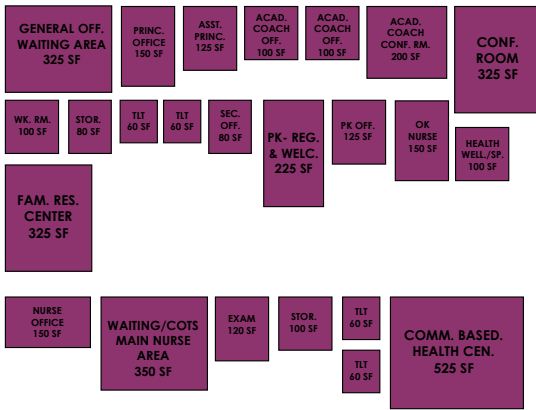 GENERAL OFF.
WAITING AREA
325 SF
PRINC.
OFFICE
150 SF
ASST.
PRINC.
125 SF
ACAD.
COACH
OFF.
100 SF
ACAD.
COACH
OFF.
100 SF
ACAD.
COACH
CONF. RM.
200 SF
CONF.
ROOM
325 SF
WK. RM.
100 SF
STOR.
80 SF
TLT
60 SF
TLT
60 SF
SEC.
OFF.
80 SF
PK- REG.
& WELC.
225 SF
PK OFF.
125 SF
OK
NURSE
150 SF
HEALTH
WELL./SP.
100 SF
FAM. RES.
CENTER
325 SF
NURSE
OFFICE
150 SF
WAITING/COTS
MAIN NURSE
AREA
350 SF
EXAM
120 SF
STOR.
100 SF
TLT
60 SF
TLT
60 SF
COMM. BASED.
HEALTH CEN.
525 SF